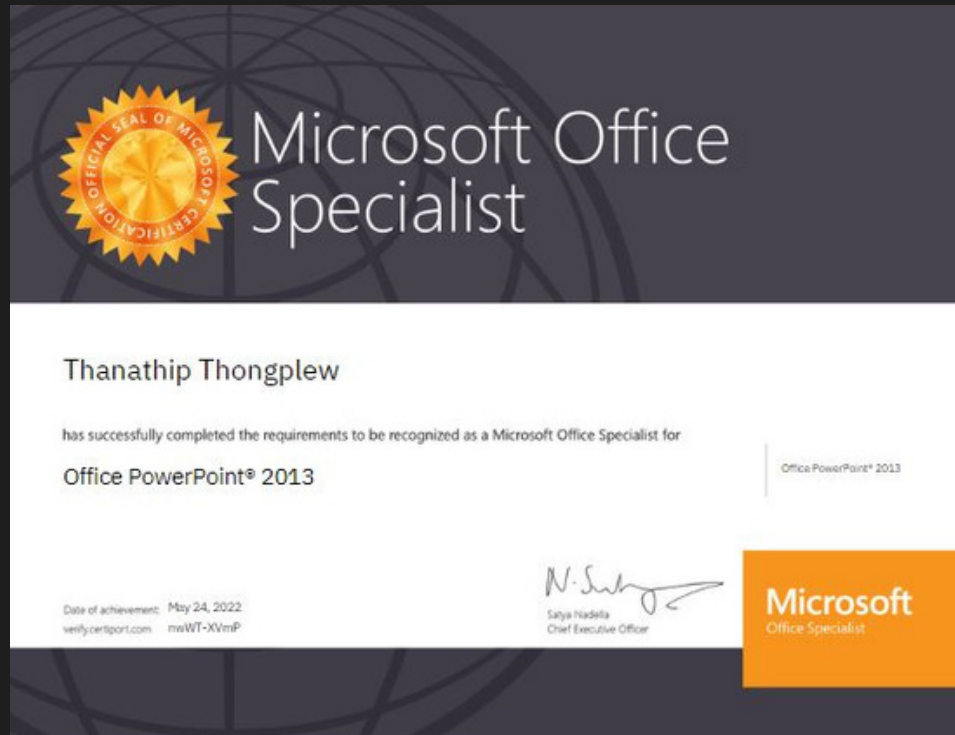 OFFICIAL SEAL OF MICROSOFT CERTIFICATION
Microsoft Office
Specialist
Thanathip Thongplew
has successfully completed the requirements to be recognized as a Microsoft Office Specialist for
Office PowerPoint® 2013
Office PowerPoint® 2013
Date of achievement: May 24, 2022
verify.certiport.com nwWT-XVmP
Satya Nadella
Chief Executive Officer
Microsoft
Office Specialist